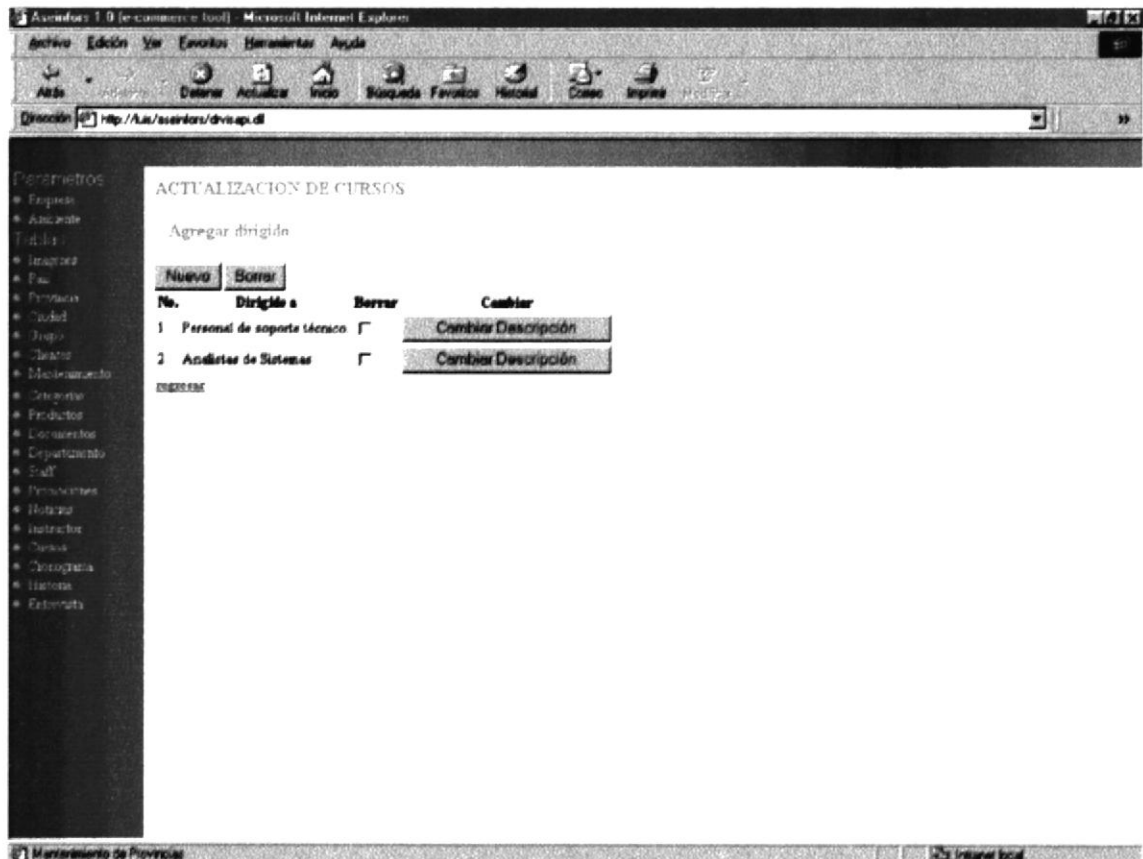 Aseinfors 1.0 [e-commerce tool] - Microsoft Internet Explorer
Archivo Edición Ver Favoritos Herramientas Ayuda
Atrás Detener Actualizar Inicio Búsqueda Favoritos Historial Correo Imprimir
Dirección http://luis/aseinfors/drvisapi.dll
Parametros
Empresa
Ambiente
Tablas
Imagenes
Pais
Provincia
Ciudad
Grupo
Clientes
Mantenimiento
Categorias
Productos
Documentos
Departamento
Staff
Promociones
Noticias
Instructor
Cursos
Cronograma
Historia
Entrevista
ACTUALIZACION DE CURSOS
Agregar dirigido
Nuevo Borrar
No. Dirigido a Borrar Cambiar
1 Personal de soporte técnico Cambiar Descripción
2 Analistas de Sistemas Cambiar Descripción
regresar
Mantenimiento de Provincias Intranet local